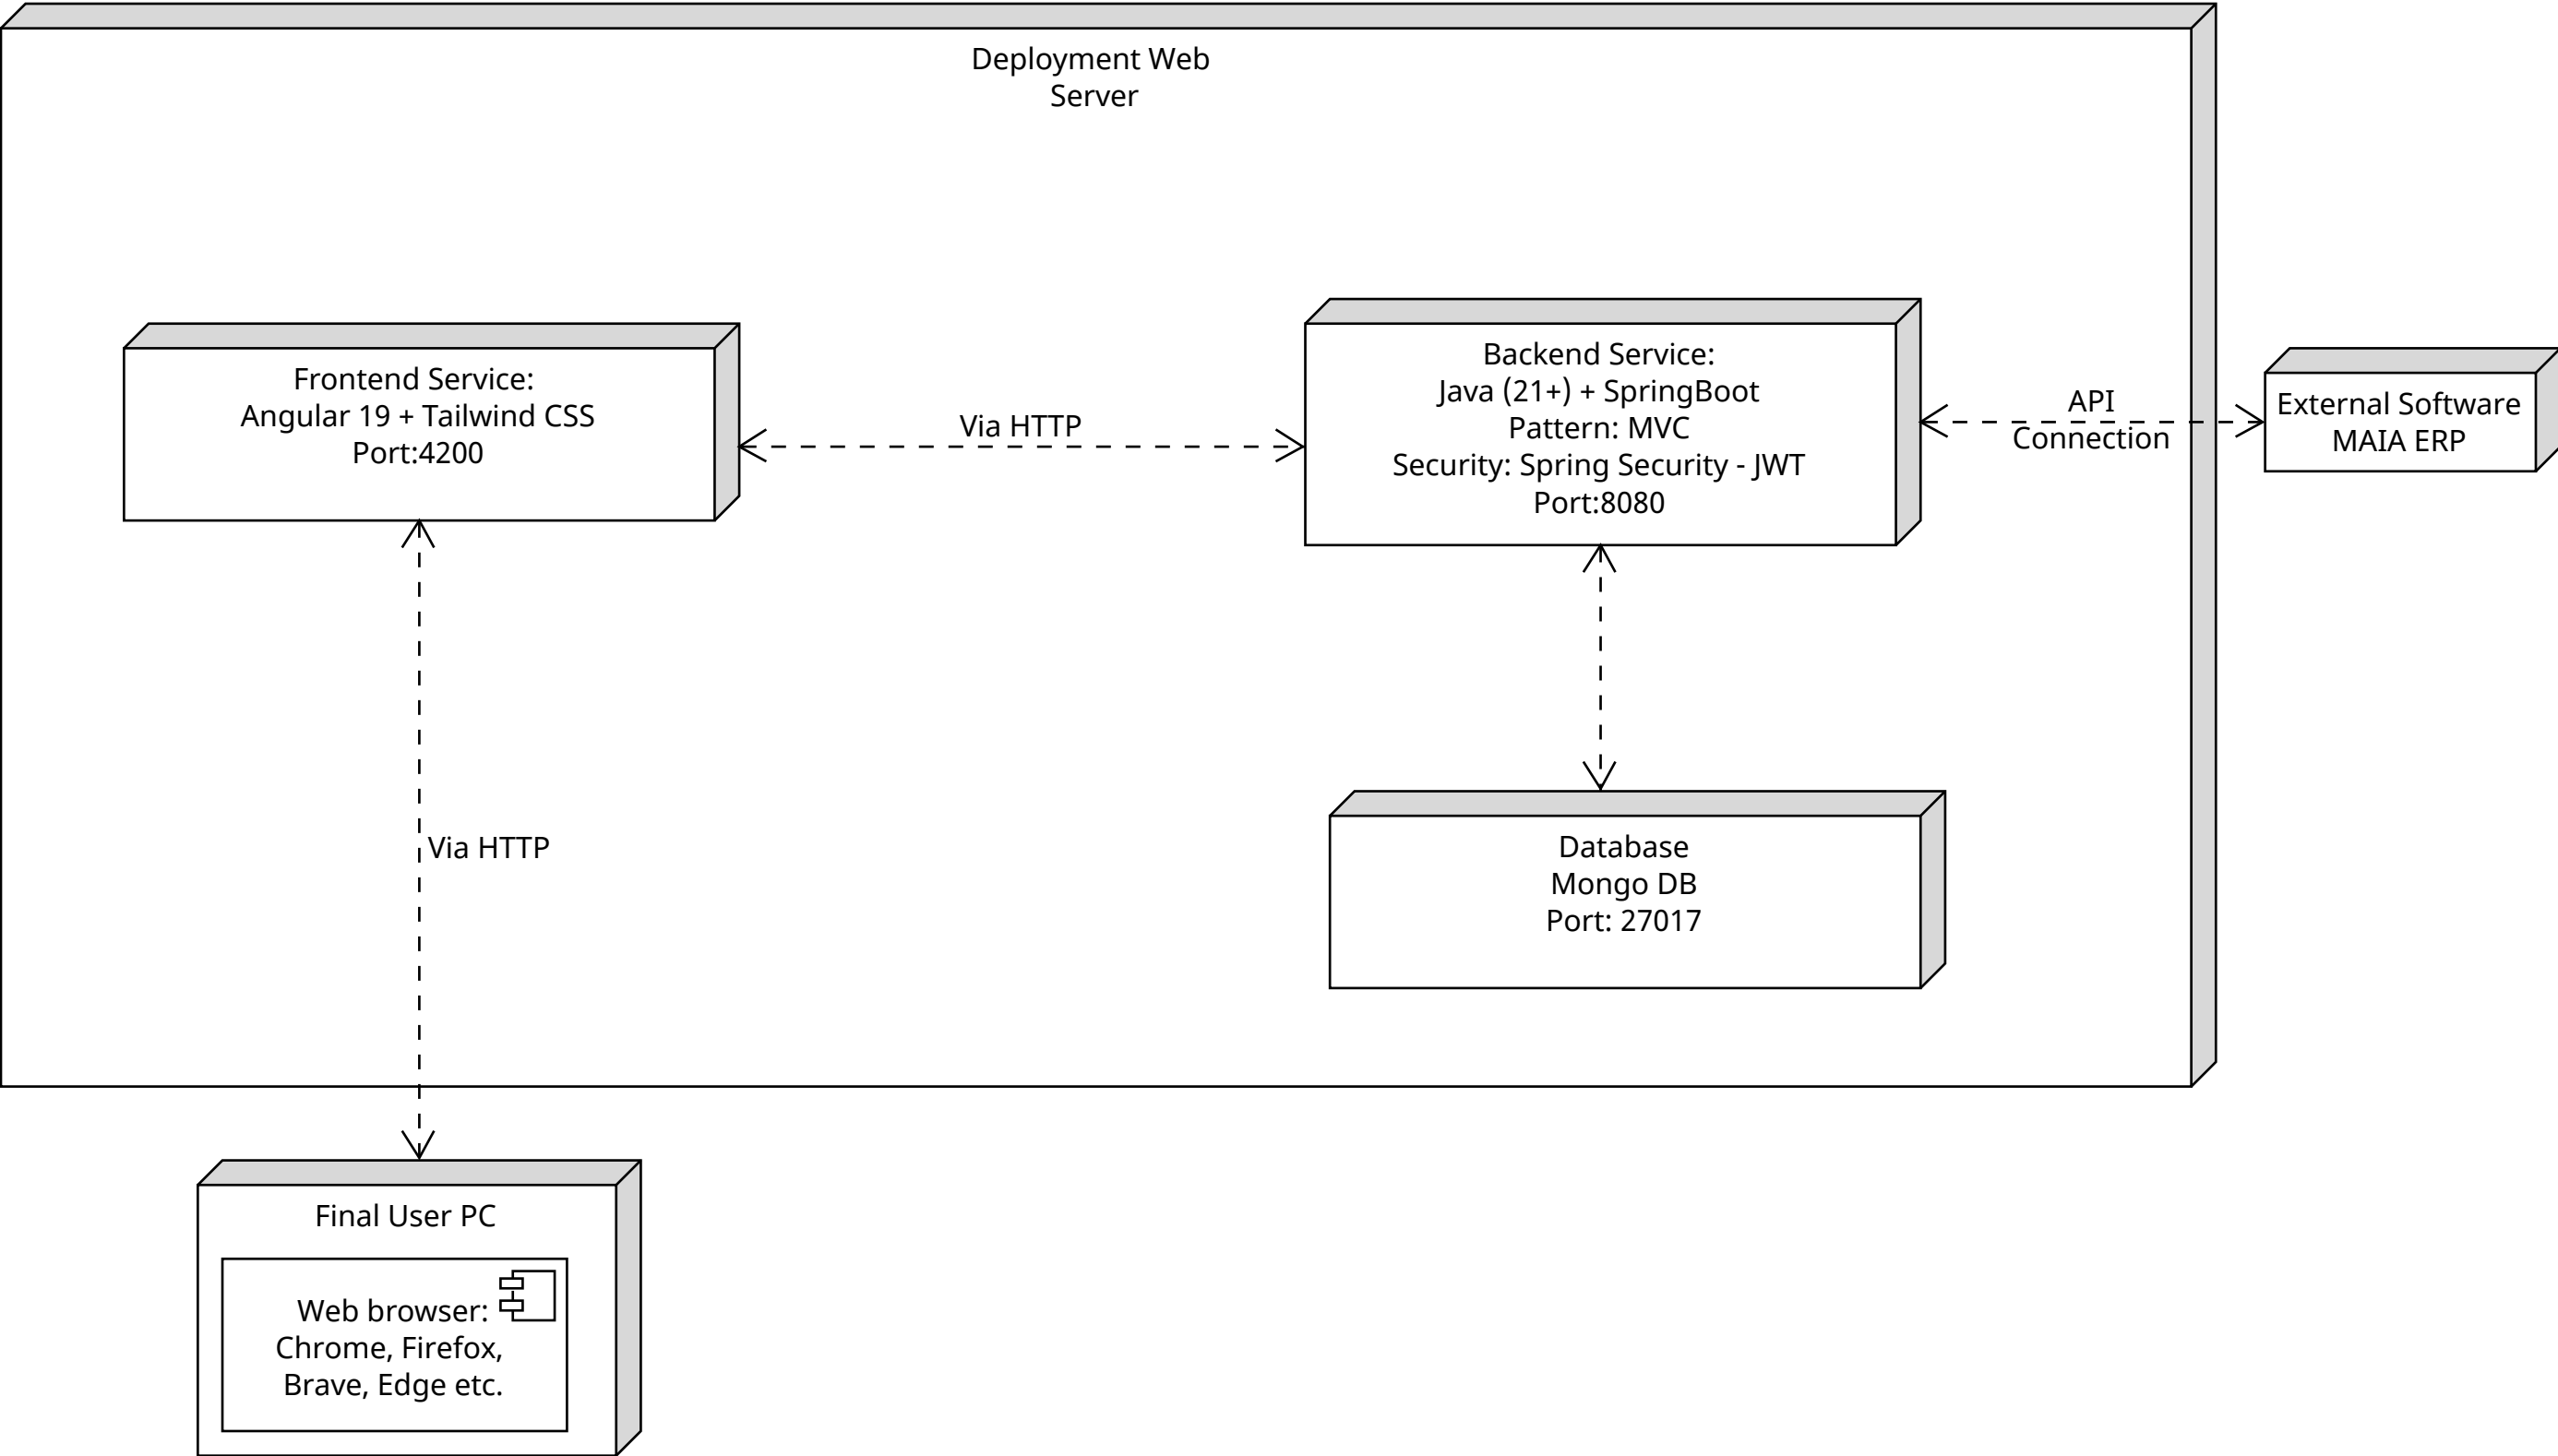 Deployment Web
Server
Frontend Service:
Angular 19 + Tailwind CSS
Port:4200
Via HTTP
Backend Service:
Java (21+) + SpringBoot
Pattern: MVC
Security: Spring Security - JWT
Port:8080
API
Connection
External Software
MAIA ERP
Via HTTP
Database
Mongo DB
Port: 27017
Final User PC
Web browser:
Chrome, Firefox,
Brave, Edge etc.